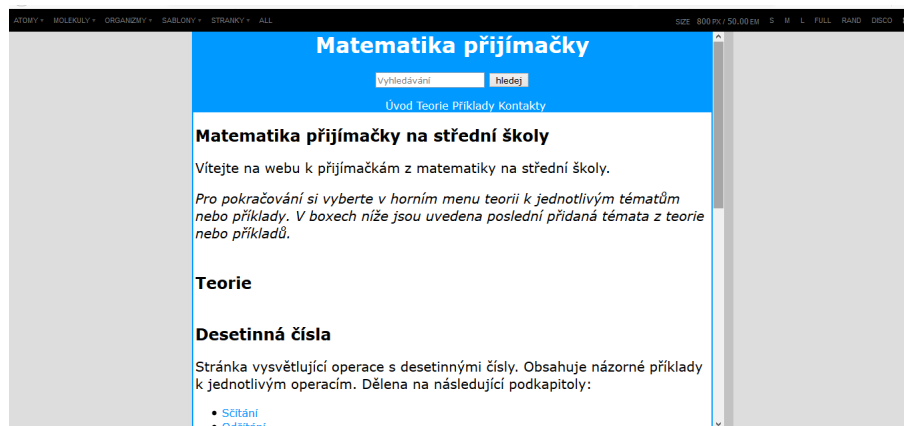 ATOMY ▾ MOLEKULY ▾ ORGANIZMY ▾ SABLONY ▾ STRANKY ▾ ALL SIZE 800 PX / 50.00 EM S M L FULL RAND DISCO
Matematika přijímačky
Vyhledávání hledej
Úvod Teorie Příklady Kontakty
Matematika přijímačky na střední školy
Vítejte na webu k přijímačkám z matematiky na střední školy.
Pro pokračování si vyberte v horním menu teorii k jednotlivým tématům
nebo příklady. V boxech níže jsou uvedena poslední přidaná témata z teorie
nebo příkladů.
Teorie
Desetinná čísla
Stránka vysvětlující operace s desetinnými čísly. Obsahuje názorné příklady
k jednotlivým operacím. Dělena na následující podkapitoly:
• Sčítání
• Odčítání